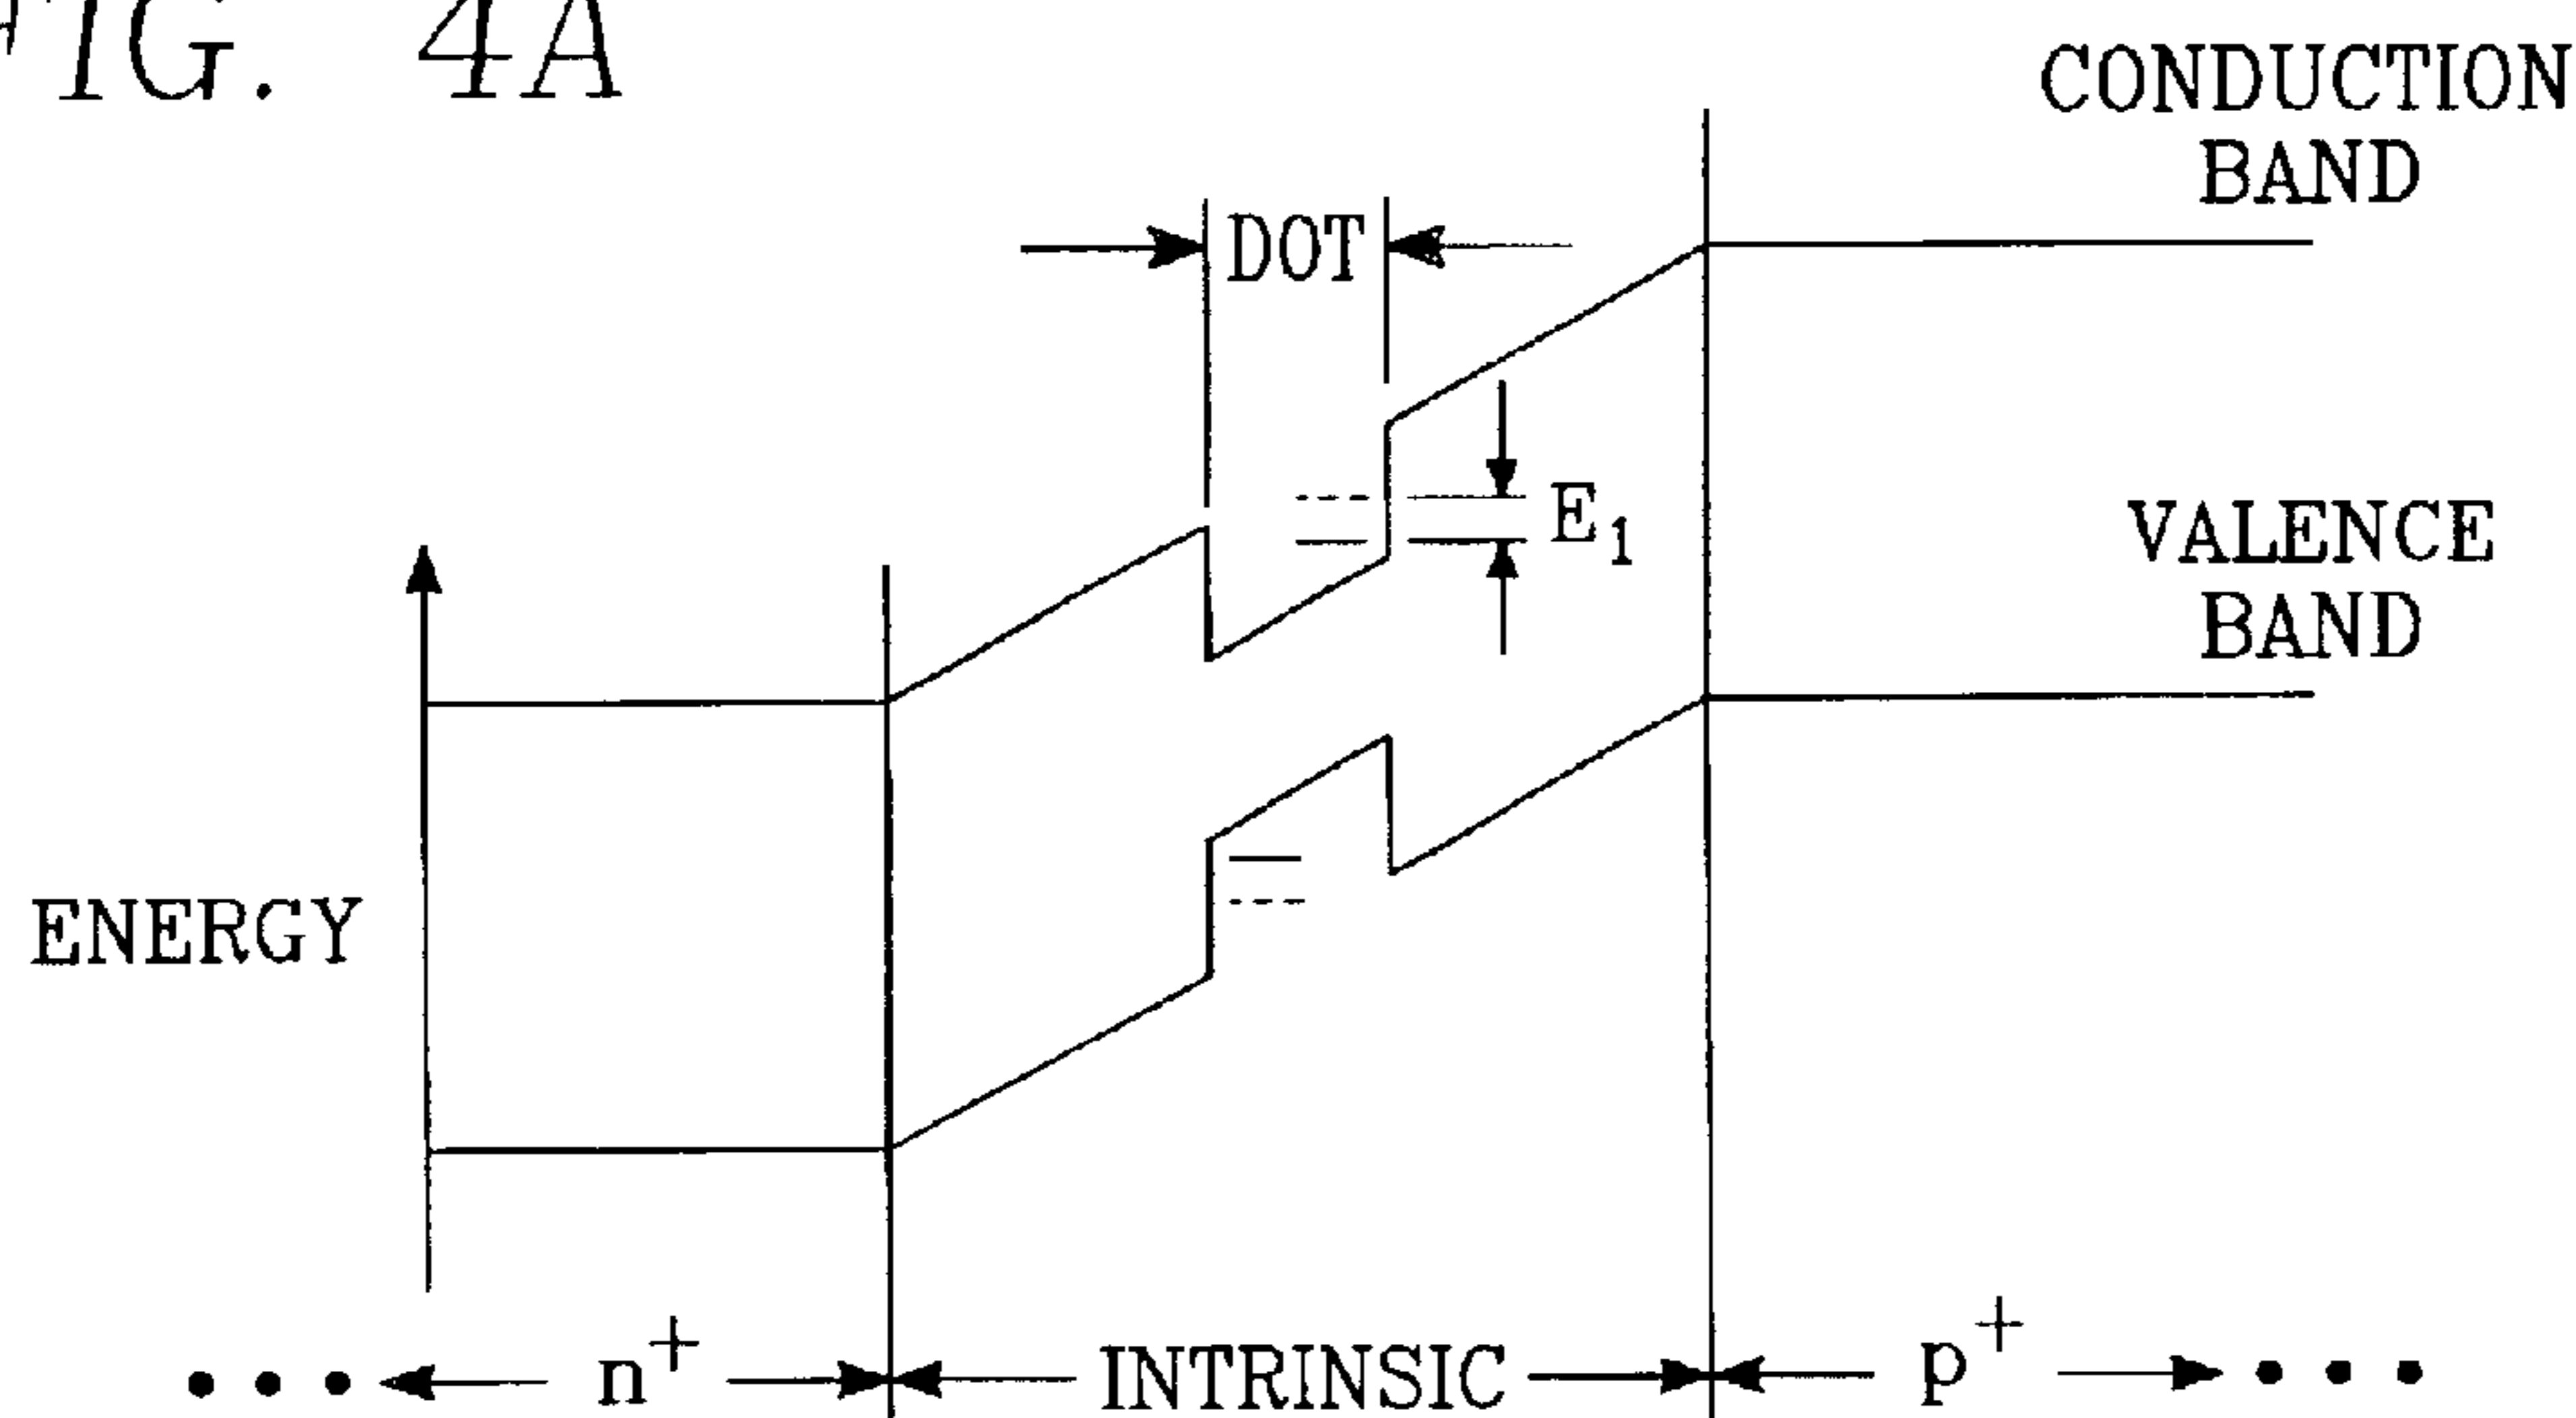 FIG. 4A
CONDUCTION
BAND
DOT
E₁
VALENCE
BAND
ENERGY
n⁺
INTRINSIC
p⁺